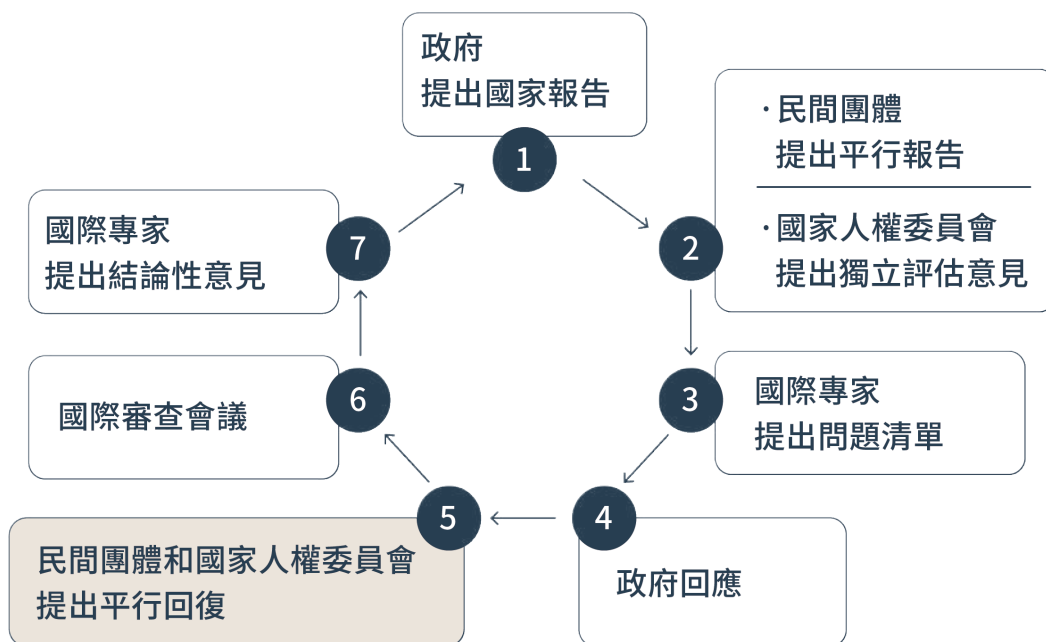 政府
提出國家報告
1
·民間團體
提出平行報告
·國家人權委員會
提出獨立評估意見
2
國際專家
提出問題清單
3
4
政府回應
5
民間團體和國家人權委員會
提出平行回復
6
國際審查會議
7
國際專家
提出結論性意見